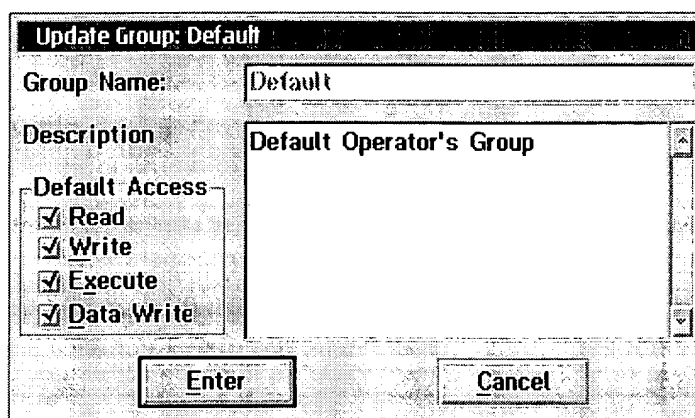 Update Group: Default
Group Name: Default
Description
Default Operator's Group
Default Access
Read
Write
Execute
Data Write
Enter
Cancel